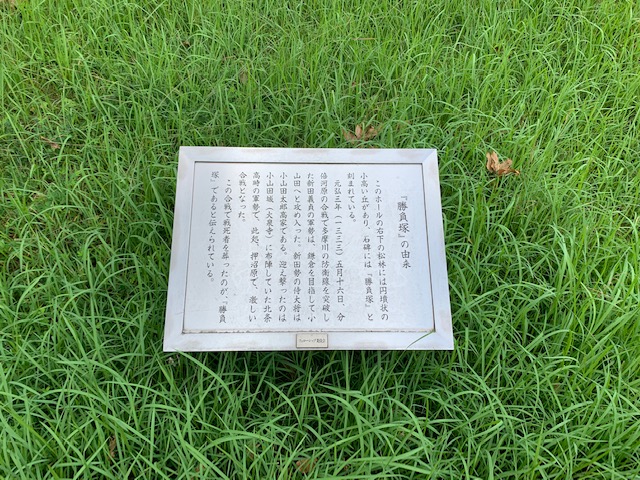 『勝負塚』の由来
このホールの右下の松林には円墳状の
小高い丘があり、石碑には『勝負塚』と
刻まれている。
元弘三年（一三三三）五月十六日、分
倍河原の合戦で多摩川の防衛線を突破し
た新田義貞の軍勢は、鎌倉を目指して小
山田へと攻め入った。新田勢の侍大将は
小山田太郎高家である。迎え撃ったのは
小山田城（大泉寺）に布陣していた北条
高時の軍勢で、此処、押沼原で、激しい
合戦となった。
この合戦で戦死者を葬ったのが、『勝負
塚』であると伝えられている。